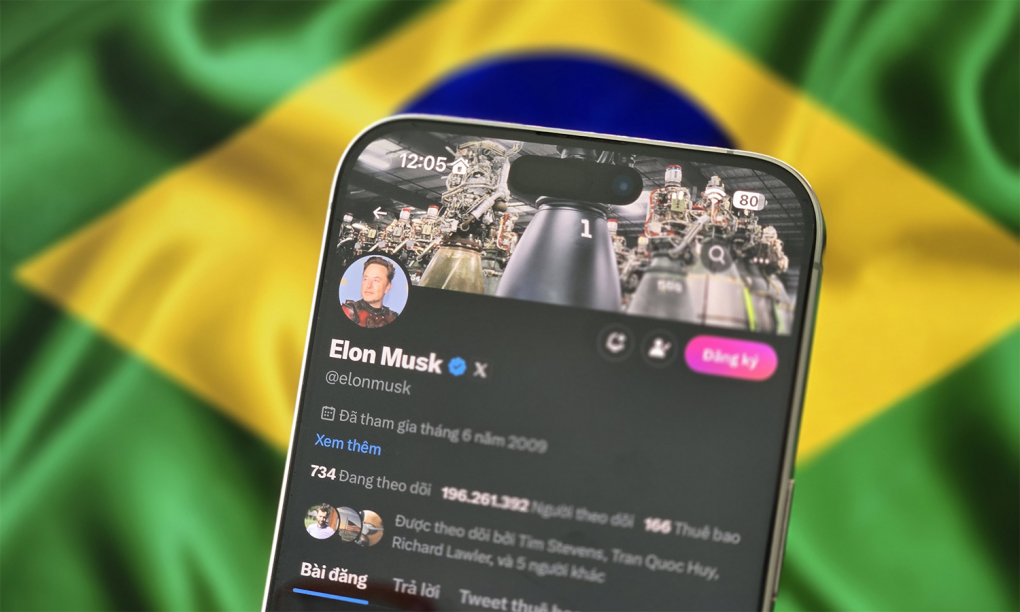 12:05
80
1
Elon Musk
Đăng ký
@elonmusk
Đã tham gia tháng 6 năm 2009
Xem thêm
734 Đang theo dõi 196.261.392 Người theo dõi 166 Thuê bao
Được theo dõi bởi Tim Stevens, Tran Quoc Huy,
Richard Lawler, và 5 người khác
Bài đăng Trả lời Tweet thuê